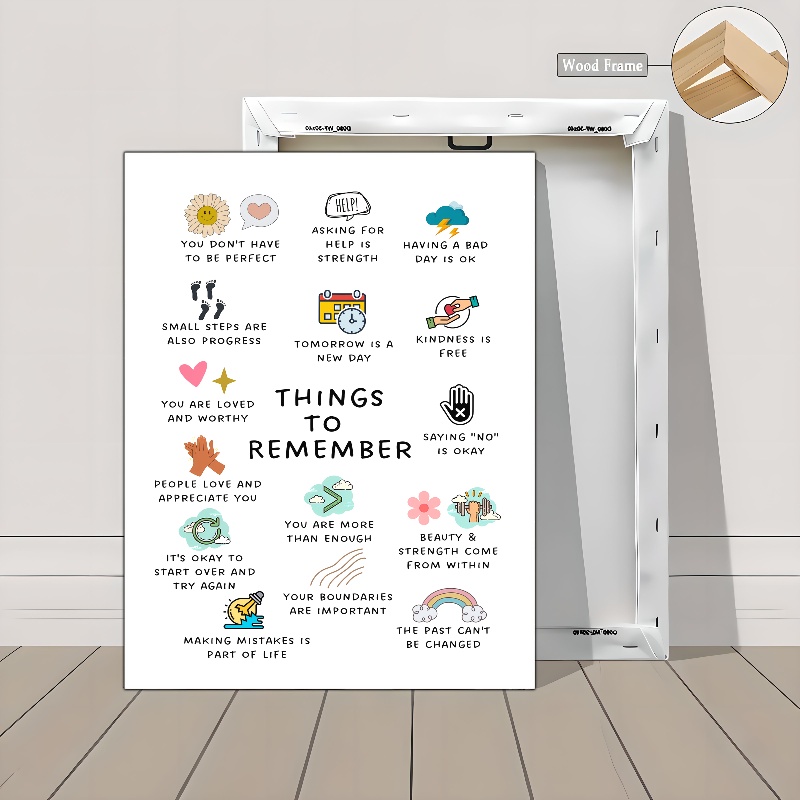 Wood Frame
YOU DON'T HAVE
TO BE PERFECT
HELP!
ASKING FOR
HELP IS
STRENGTH
HAVING A BAD
DAY IS OK
SMALL STEPS ARE
ALSO PROGRESS
TOMORROW IS A
NEW DAY
KINDNESS IS
FREE
YOU ARE LOVED
AND WORTHY
THINGS
TO
REMEMBER
SAYING "NO"
IS OKAY
PEOPLE LOVE AND
APPRECIATE YOU
YOU ARE MORE
THAN ENOUGH
BEAUTY &
STRENGTH COME
FROM WITHIN
IT'S OKAY TO
START OVER AND
TRY AGAIN
YOUR BOUNDARIES
ARE IMPORTANT
MAKING MISTAKES IS
PART OF LIFE
THE PAST CAN'T
BE CHANGED